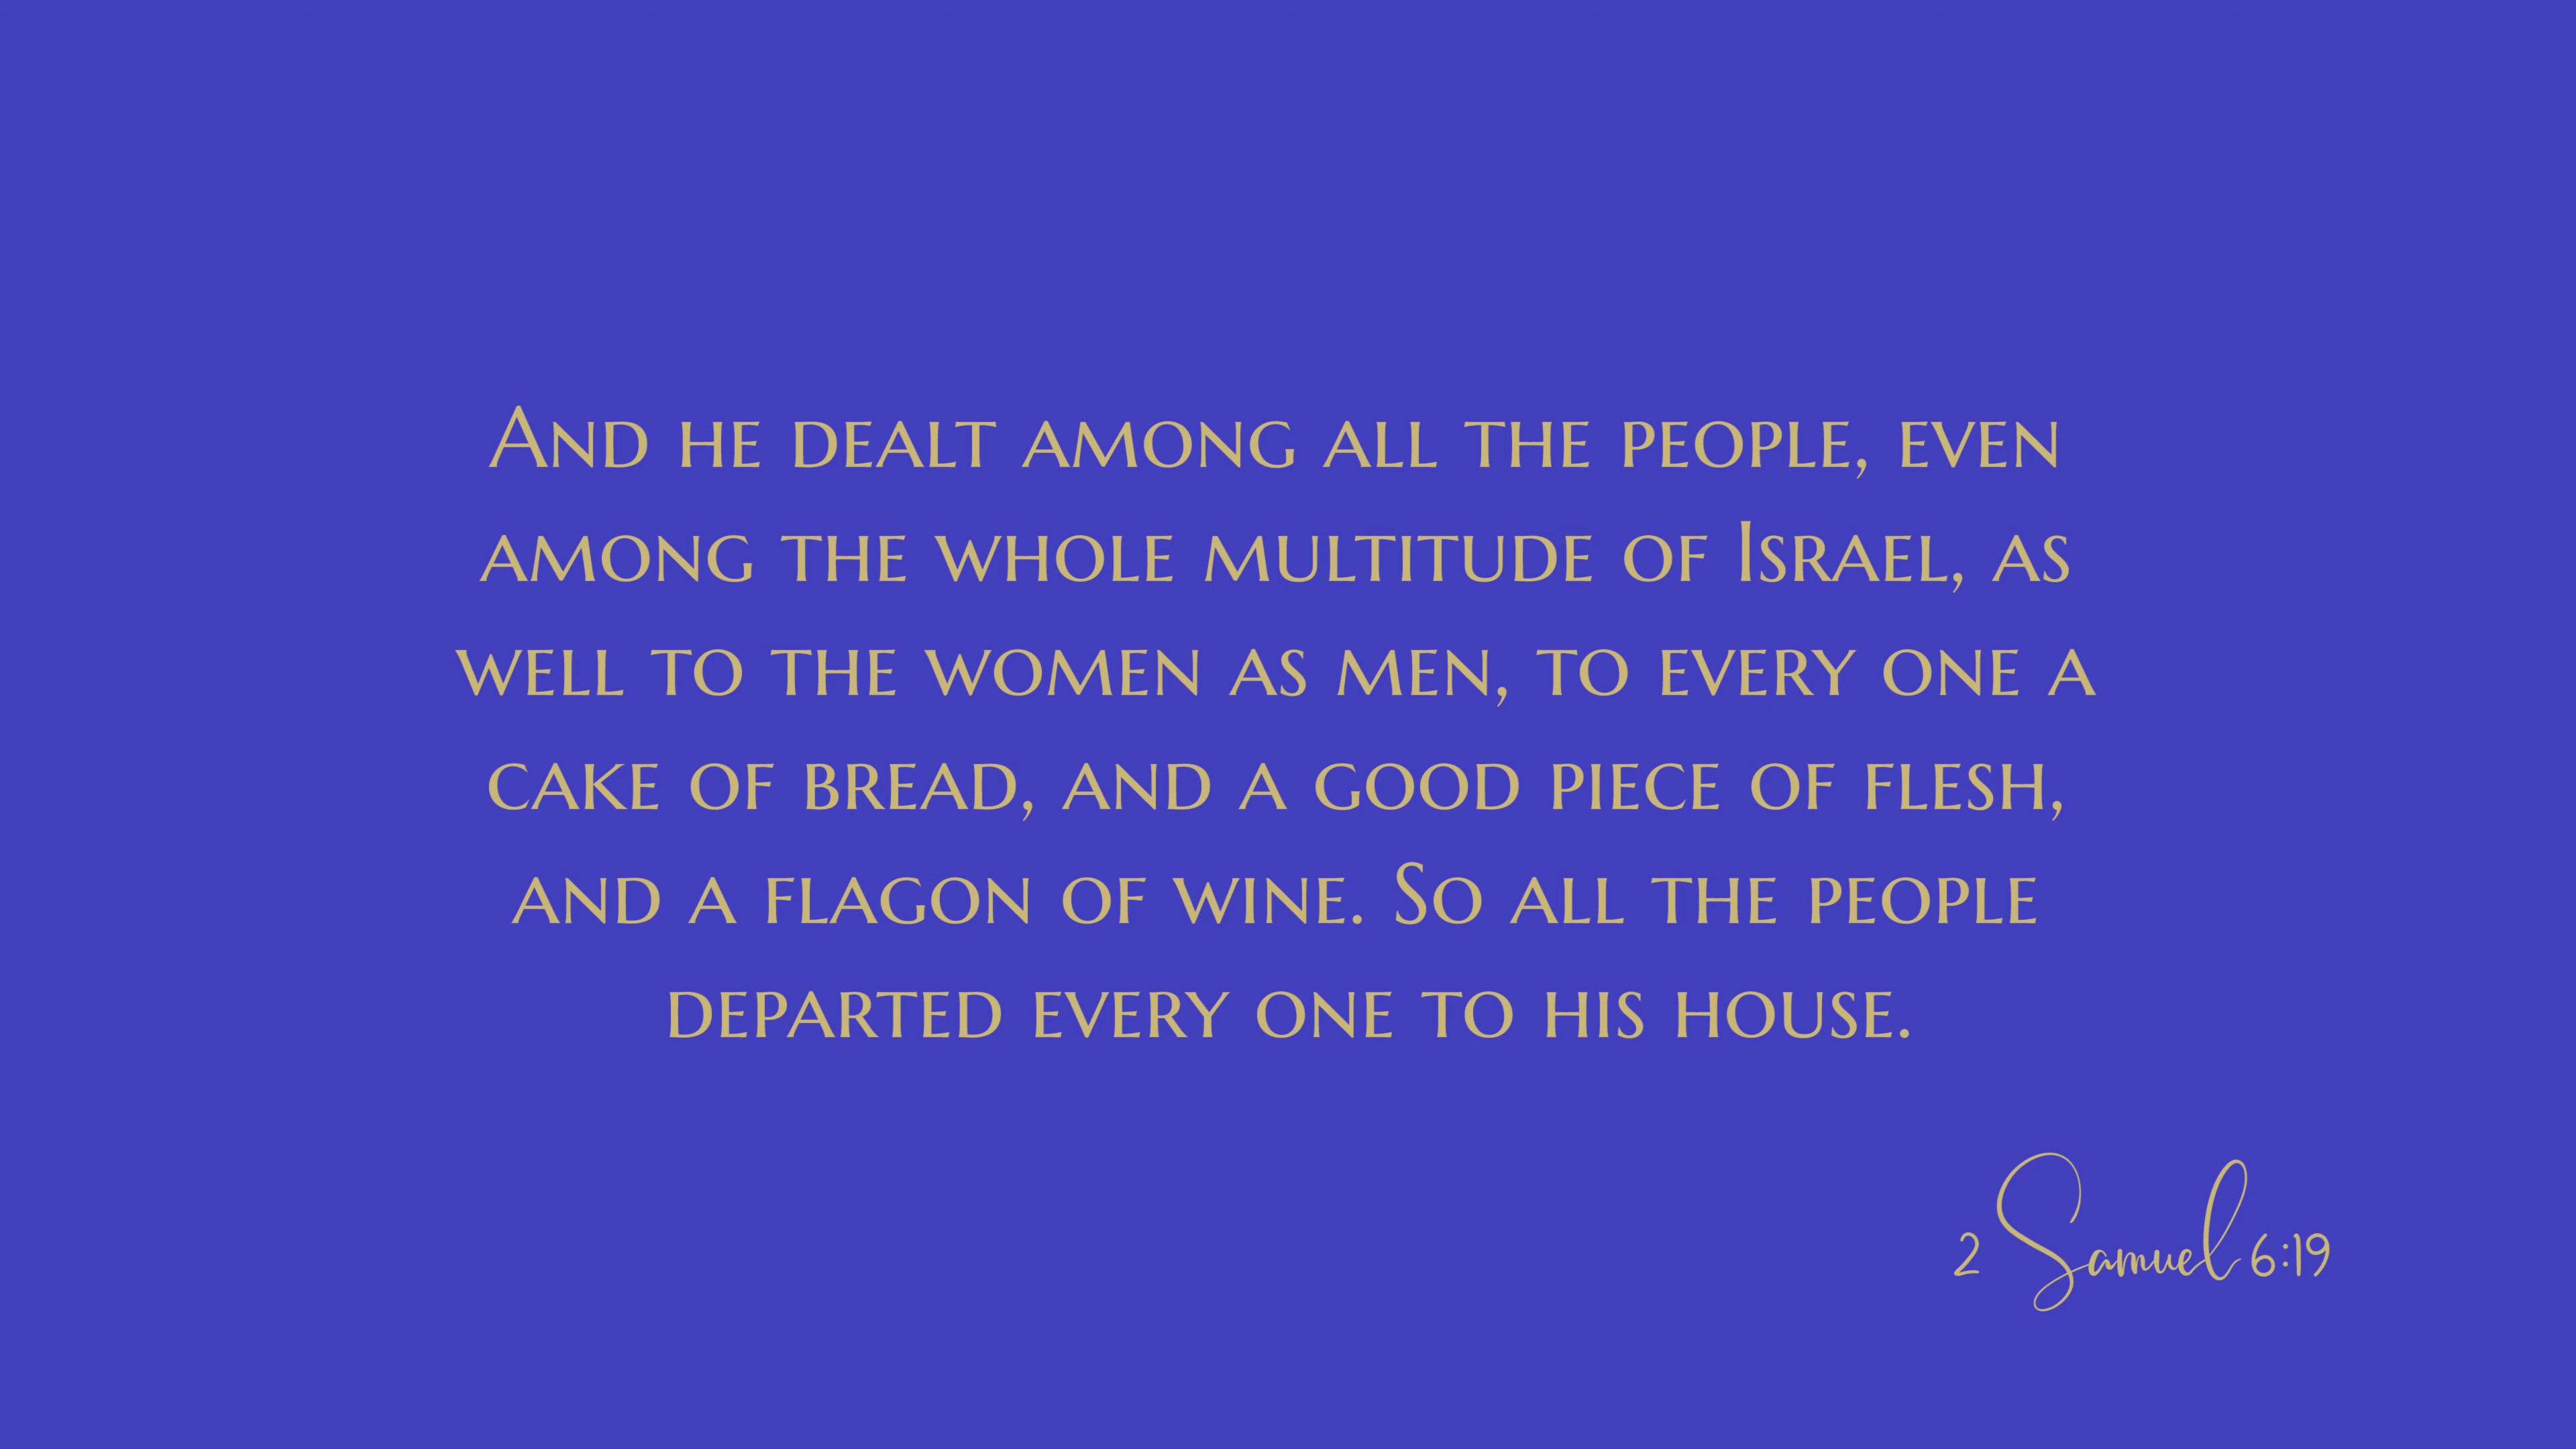 And he dealt among all the people, even
among the whole multitude of Israel, as
well to the women as men, to every one a
cake of bread, and a good piece of flesh,
and a flagon of wine. So all the people
departed every one to his house.
2 Samuel 6:19